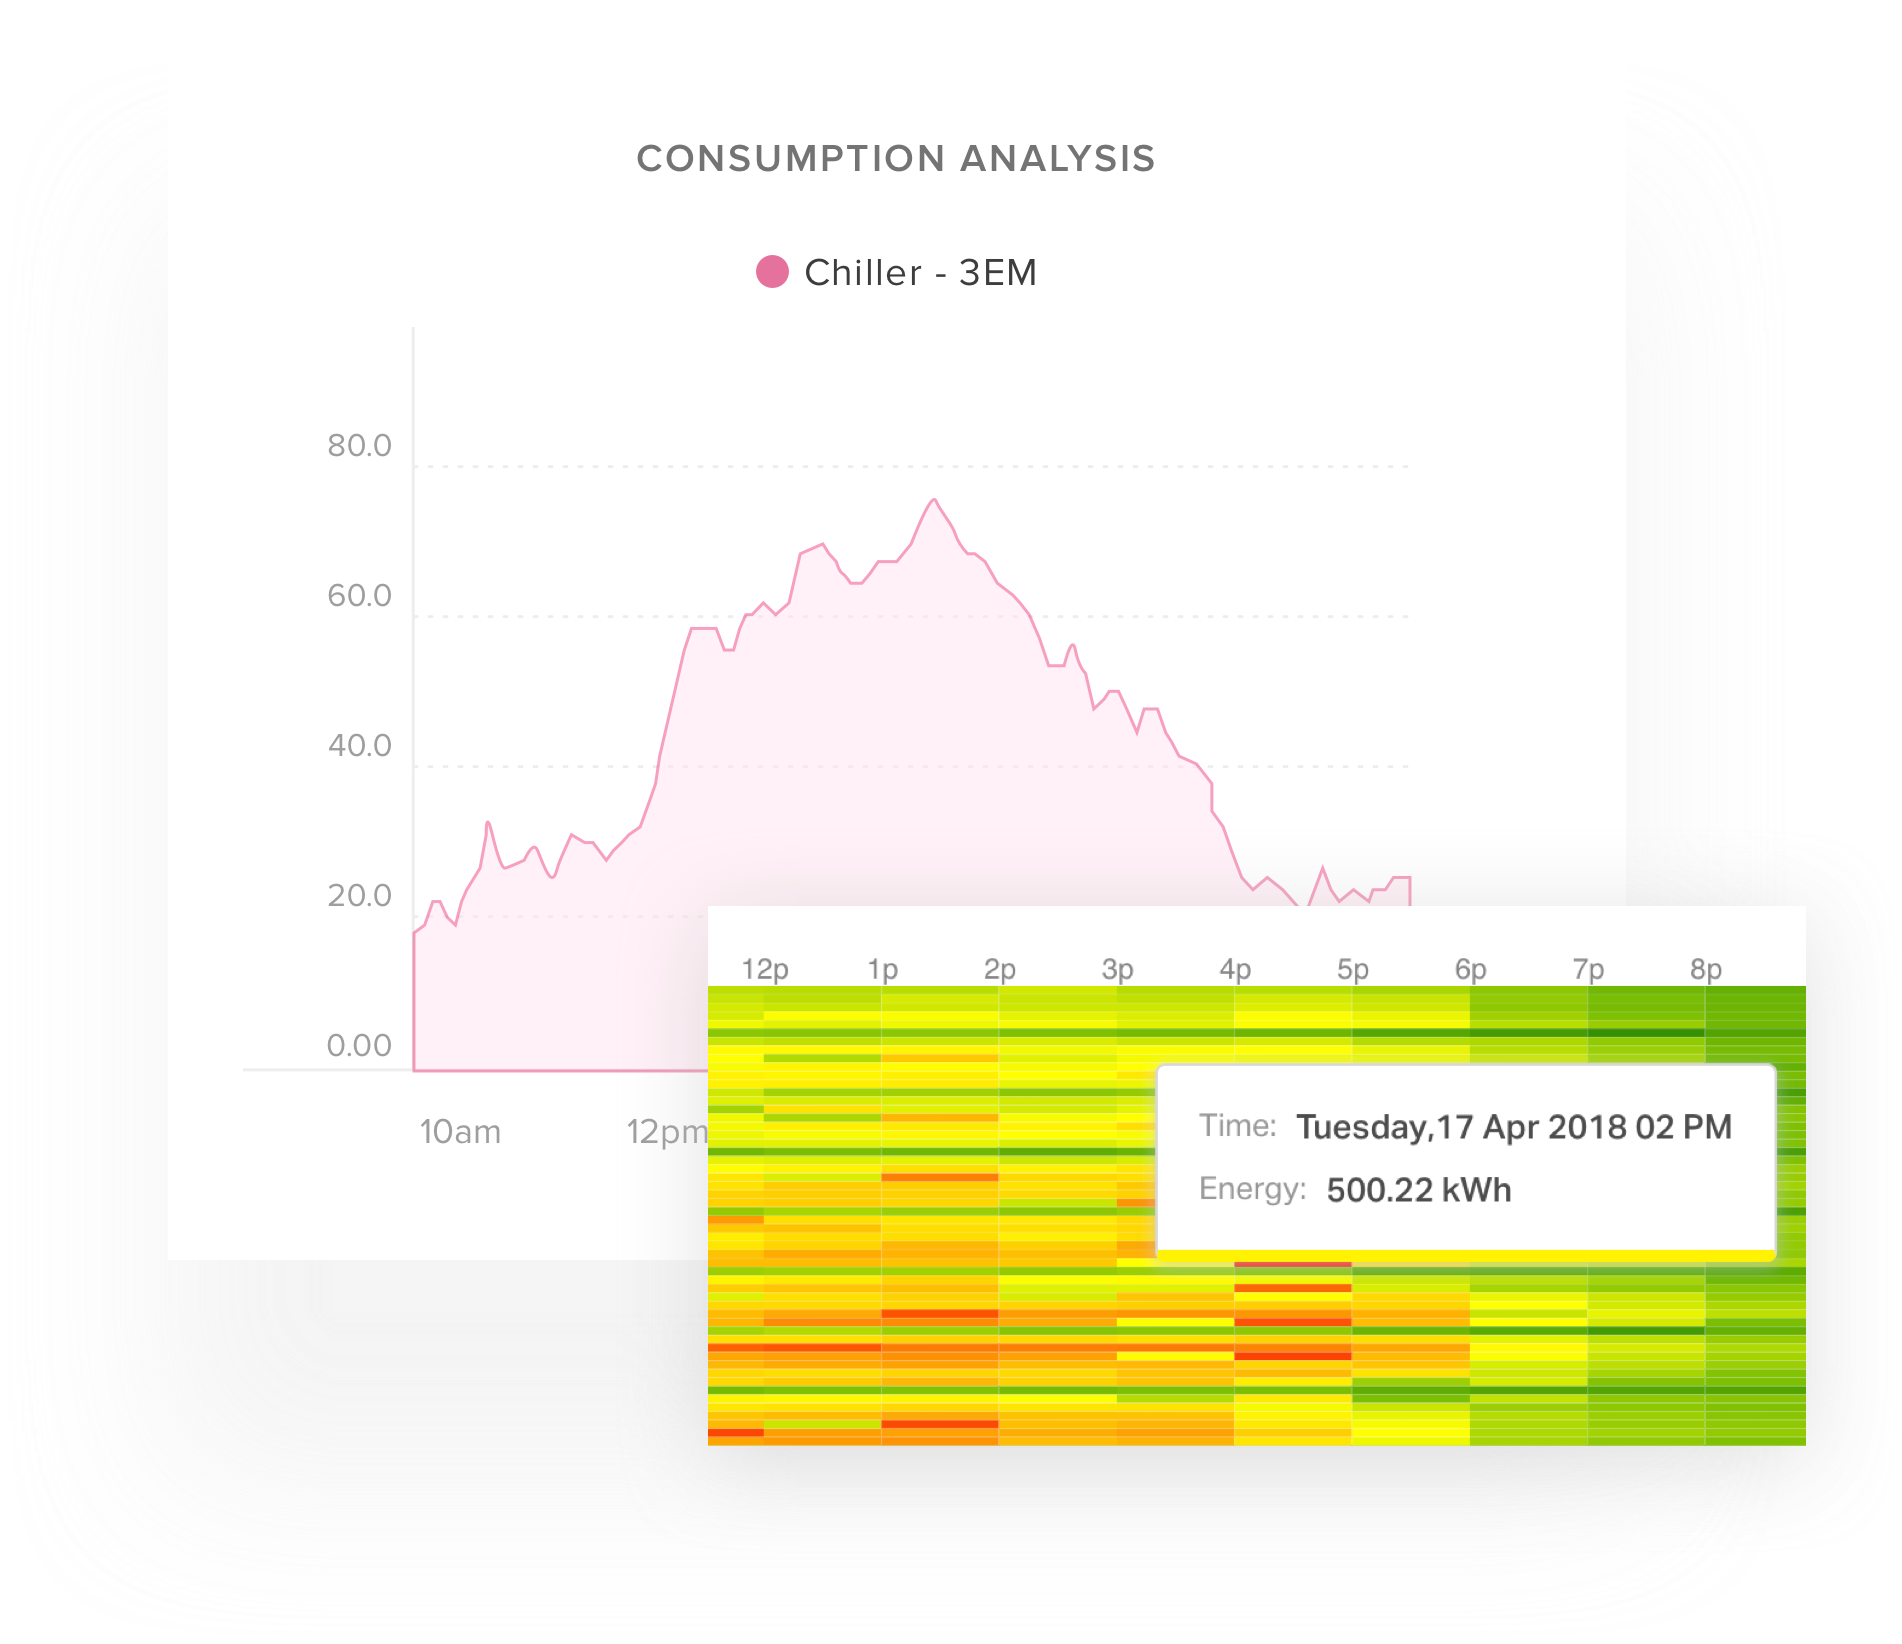 CONSUMPTION ANALYSIS
Chiller - 3EM
80.0
60.0
40.0
20.0
0.00
10am 12pm
12p 1p 2p 3p 4p 5p 6p 7p 8p
Time: Tuesday,17 Apr 2018 02 PM
Energy: 500.22 kWh